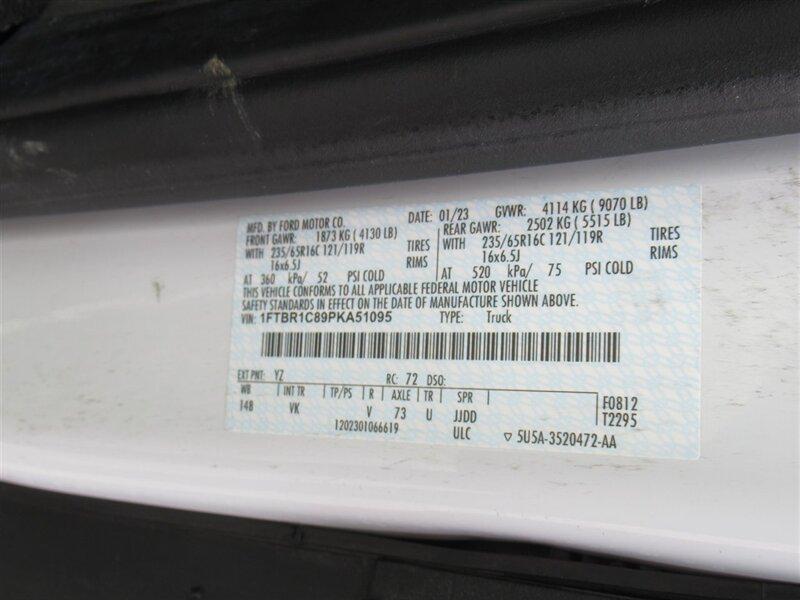 MFD. BY FORD MOTOR CO. DATE: 01/23 GVWR: 4114 KG ( 9070 LB)
FRONT GAWR: 1873 KG ( 4130 LB) REAR GAWR: 2502 KG ( 5515 LB)
WITH 235/65R16C 121/119R TIRES WITH 235/65R16C 121/119R TIRES
16x6.5J RIMS 16x6.5J RIMS
AT 360 kPa/ 52 PSI COLD AT 520 kPa/ 75 PSI COLD
THIS VEHICLE CONFORMS TO ALL APPLICABLE FEDERAL MOTOR VEHICLE
SAFETY STANDARDS IN EFFECT ON THE DATE OF MANUFACTURE SHOWN ABOVE.
VIN: 1FTBR1C89PKA51095 TYPE: Truck
EXT PNT: YZ RC: 72 DSO:
WB INT TR TP/PS R AXLE TR SPR F0812
148 VK V 73 U JJDD T2295
1202301066619 ULC ▽ 5U5A-3520472-AA